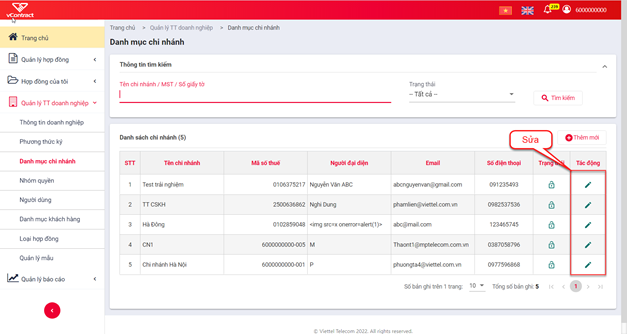 vContract
238
6000000000
Trang chủ
Quản lý hợp đồng
Hợp đồng của tôi
Quản lý TT doanh nghiệp
Thông tin doanh nghiệp
Phương thức ký
Danh mục chi nhánh
Nhóm quyền
Người dùng
Danh mục khách hàng
Loại hợp đồng
Quản lý mẫu
Quản lý báo cáo
Trang chủ > Quản lý TT doanh nghiệp > Danh mục chi nhánh
Danh mục chi nhánh
Thông tin tìm kiếm
Tên chi nhánh / MST / Số giấy tờ
Trạng thái
-- Tất cả --
Tìm kiếm
Danh sách chi nhánh (5)
Sửa
Thêm mới
STT Tên chi nhánh Mã số thuế Người đại diện Email Số điện thoại Trạng thái Tác động
1 Test trải nghiệm 0106375217 Nguyễn Văn ABC abcnguyenvan@gmail.com 091235493
2 TT CSKH 2500636862 Nghi Dung phamlien@viettel.com.vn 0982537536
3 Hà Đông 0102859048 <img src=x onerror=alert(1)> abc@mail.com 123465745
4 CN1 6000000000-005 M Thaont1@mptelecom.com.vn 0387058796
5 Chi nhánh Hà Nội 6000000000-001 P phuongta4@viettel.com.vn 0977596868
Số bản ghi trên 1 trang: 10 Tổng số bản ghi: 5 1
© Viettel Telecom 2022. All rights reserved.